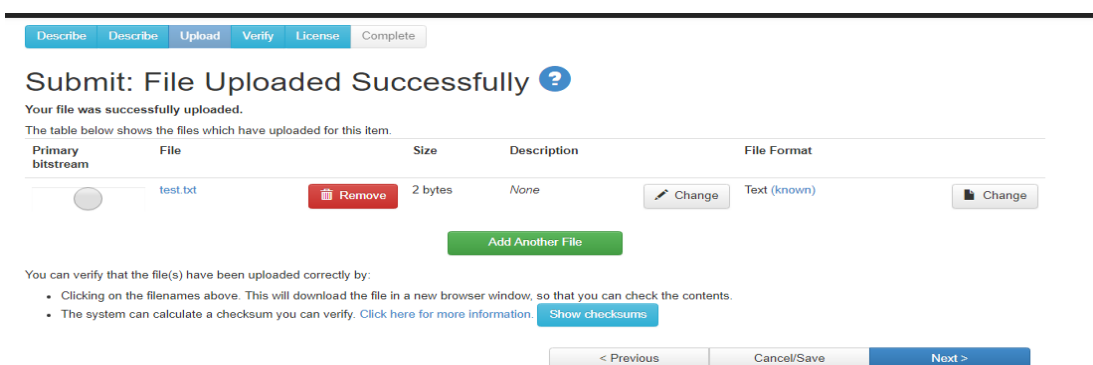 Describe Describe Upload Verify License Complete
Submit: File Uploaded Successfully ?
Your file was successfully uploaded.
The table below shows the files which have uploaded for this item.
Primary bitstream File Size Description File Format
test.txt Remove 2 bytes None Change Text (known) Change
Add Another File
You can verify that the file(s) have been uploaded correctly by:
• Clicking on the filenames above. This will download the file in a new browser window, so that you can check the contents.
• The system can calculate a checksum you can verify. Click here for more information. Show checksums
< Previous Cancel/Save Next >